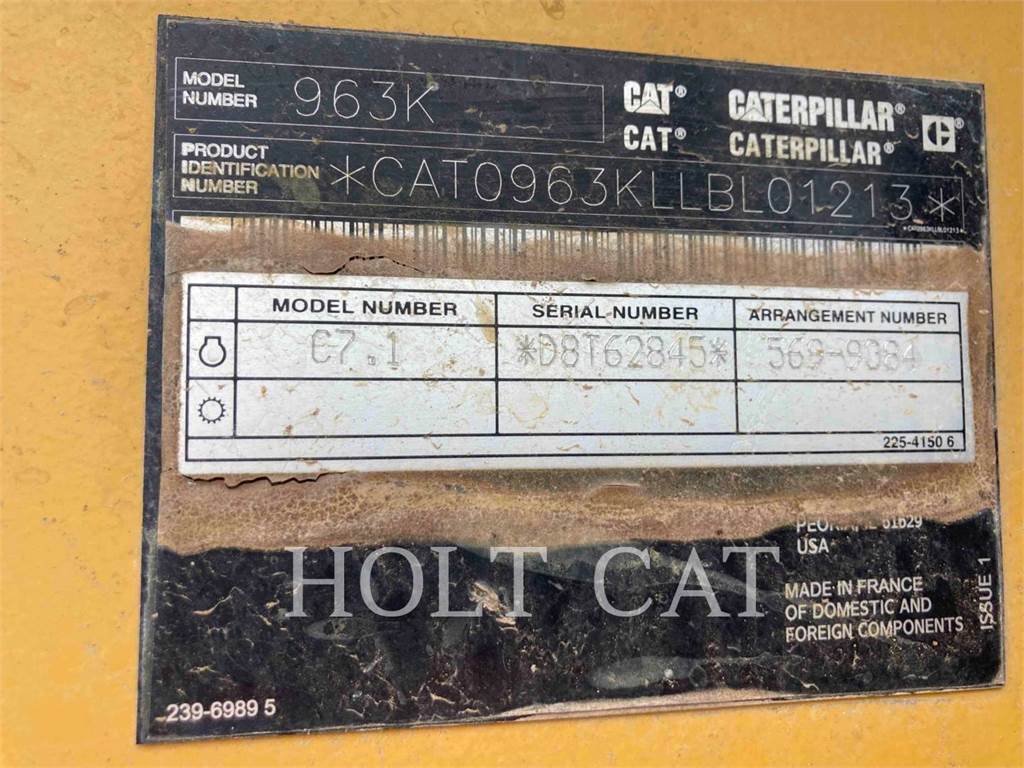 MODEL NUMBER 963K
CAT® CATERPILLAR®
CAT® CATERPILLAR®
PRODUCT IDENTIFICATION NUMBER *CAT0963KLLBL01213*
*CAT0963KLLBL01213*
MODEL NUMBER SERIAL NUMBER ARRANGEMENT NUMBER
C7.1 *D8T62845* 569-9084
225-4150 6
USA
MADE IN FRANCE
OF DOMESTIC AND
FOREIGN COMPONENTS
ISSUE 1
HOLT CAT
239-6989 5